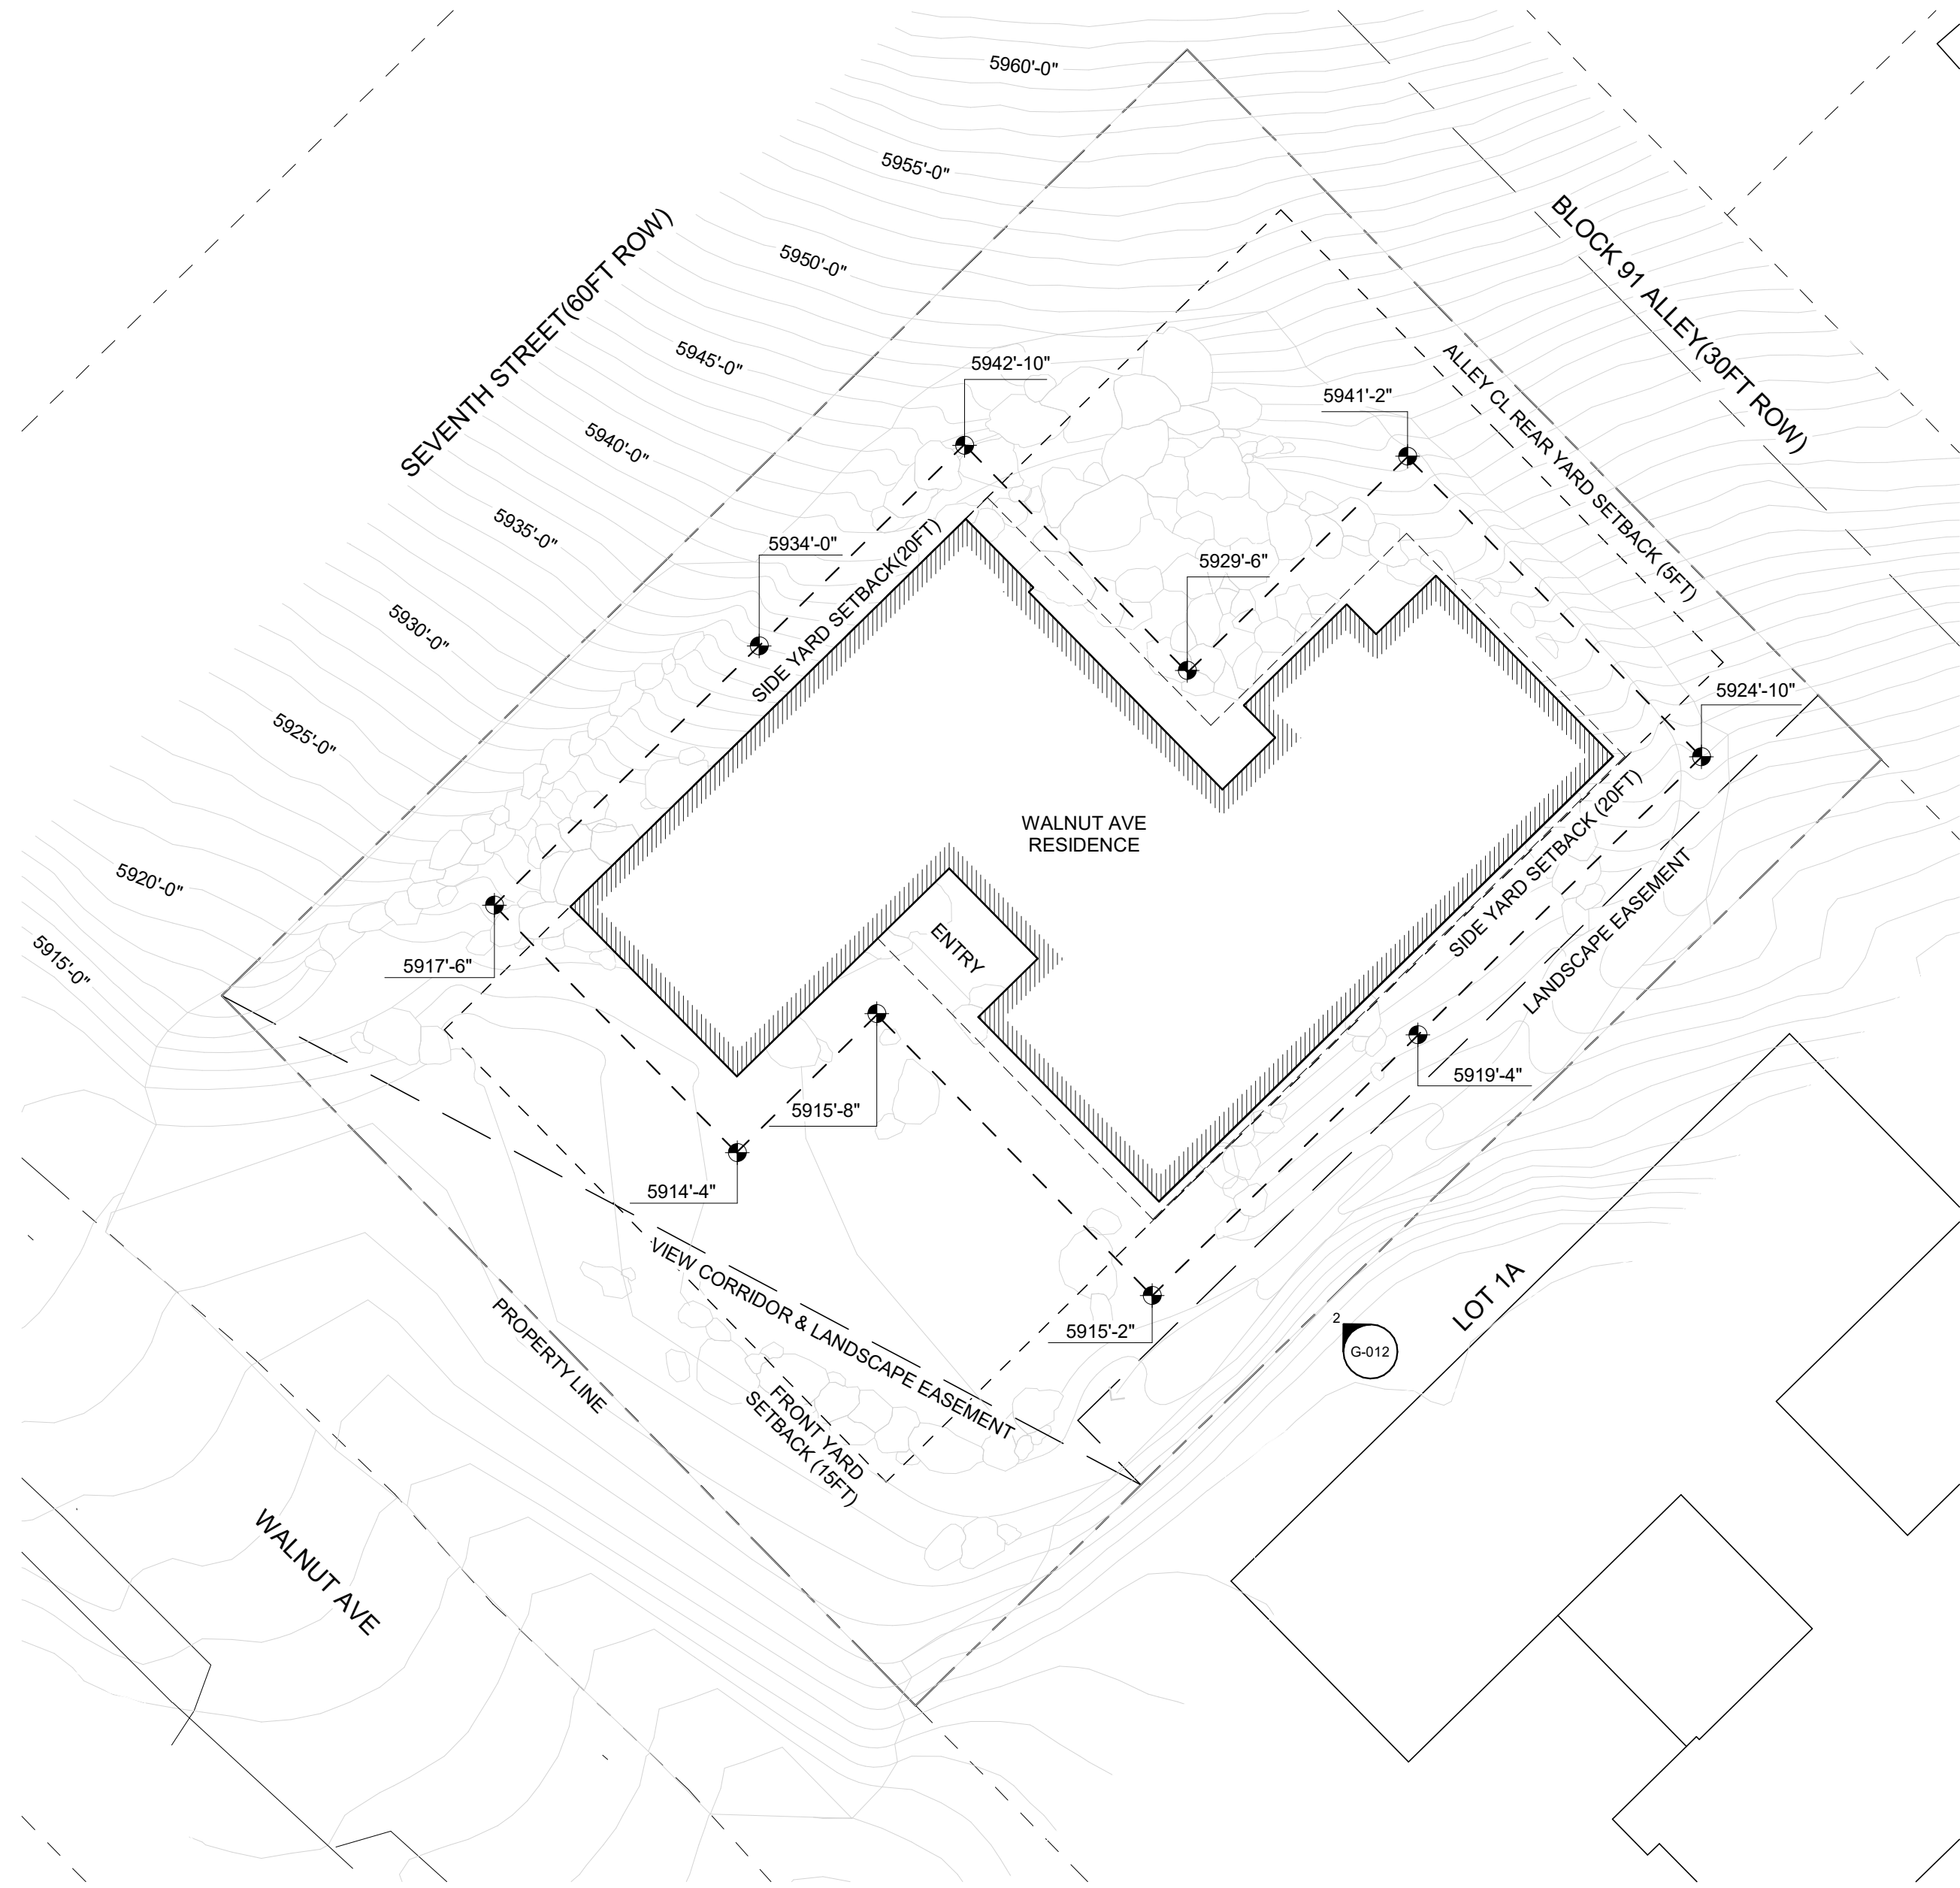 5960'-0"
5955'-0"
5950'-0"
5945'-0"
5940'-0"
5935'-0"
5930'-0"
5925'-0"
5920'-0"
5915'-0"
SEVENTH STREET(60FT ROW)
BLOCK 91 ALLEY(30FT ROW)
ALLEY CL REAR YARD SETBACK (5FT)
5942'-10"
5941'-2"
5934'-0"
5929'-6"
SIDE YARD SETBACK(20FT)
5924'-10"
WALNUT AVE
RESIDENCE
ENTRY
SIDE YARD SETBACK (20FT)
LANDSCAPE EASEMENT
5917'-6"
5919'-4"
5915'-8"
5914'-4"
5915'-2"
VIEW CORRIDOR & LANDSCAPE EASEMENT
PROPERTY LINE
FRONT YARD
SETBACK (15FT)
2
G-012
LOT 1A
WALNUT AVE